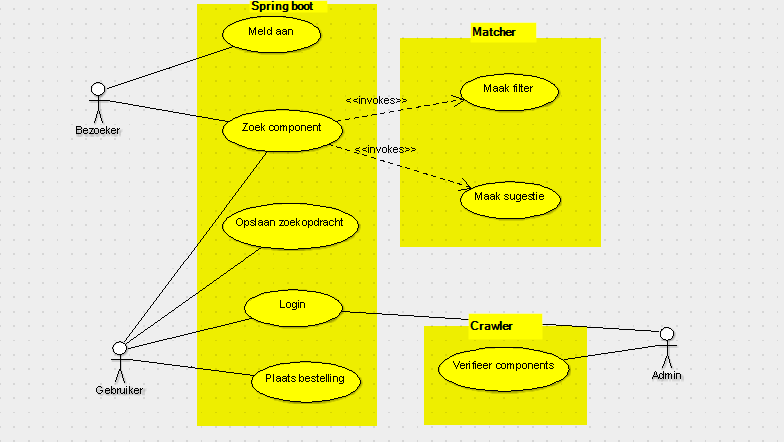 Spring boot
Meld aan
Matcher
Maak filter
<<invokes>>
Bezoeker
Zoek component
<<invokes>>
Maak sugestie
Opslaan zoekopdracht
Login
Crawler
Verifieer components
Admin
Gebruiker
Plaats bestelling